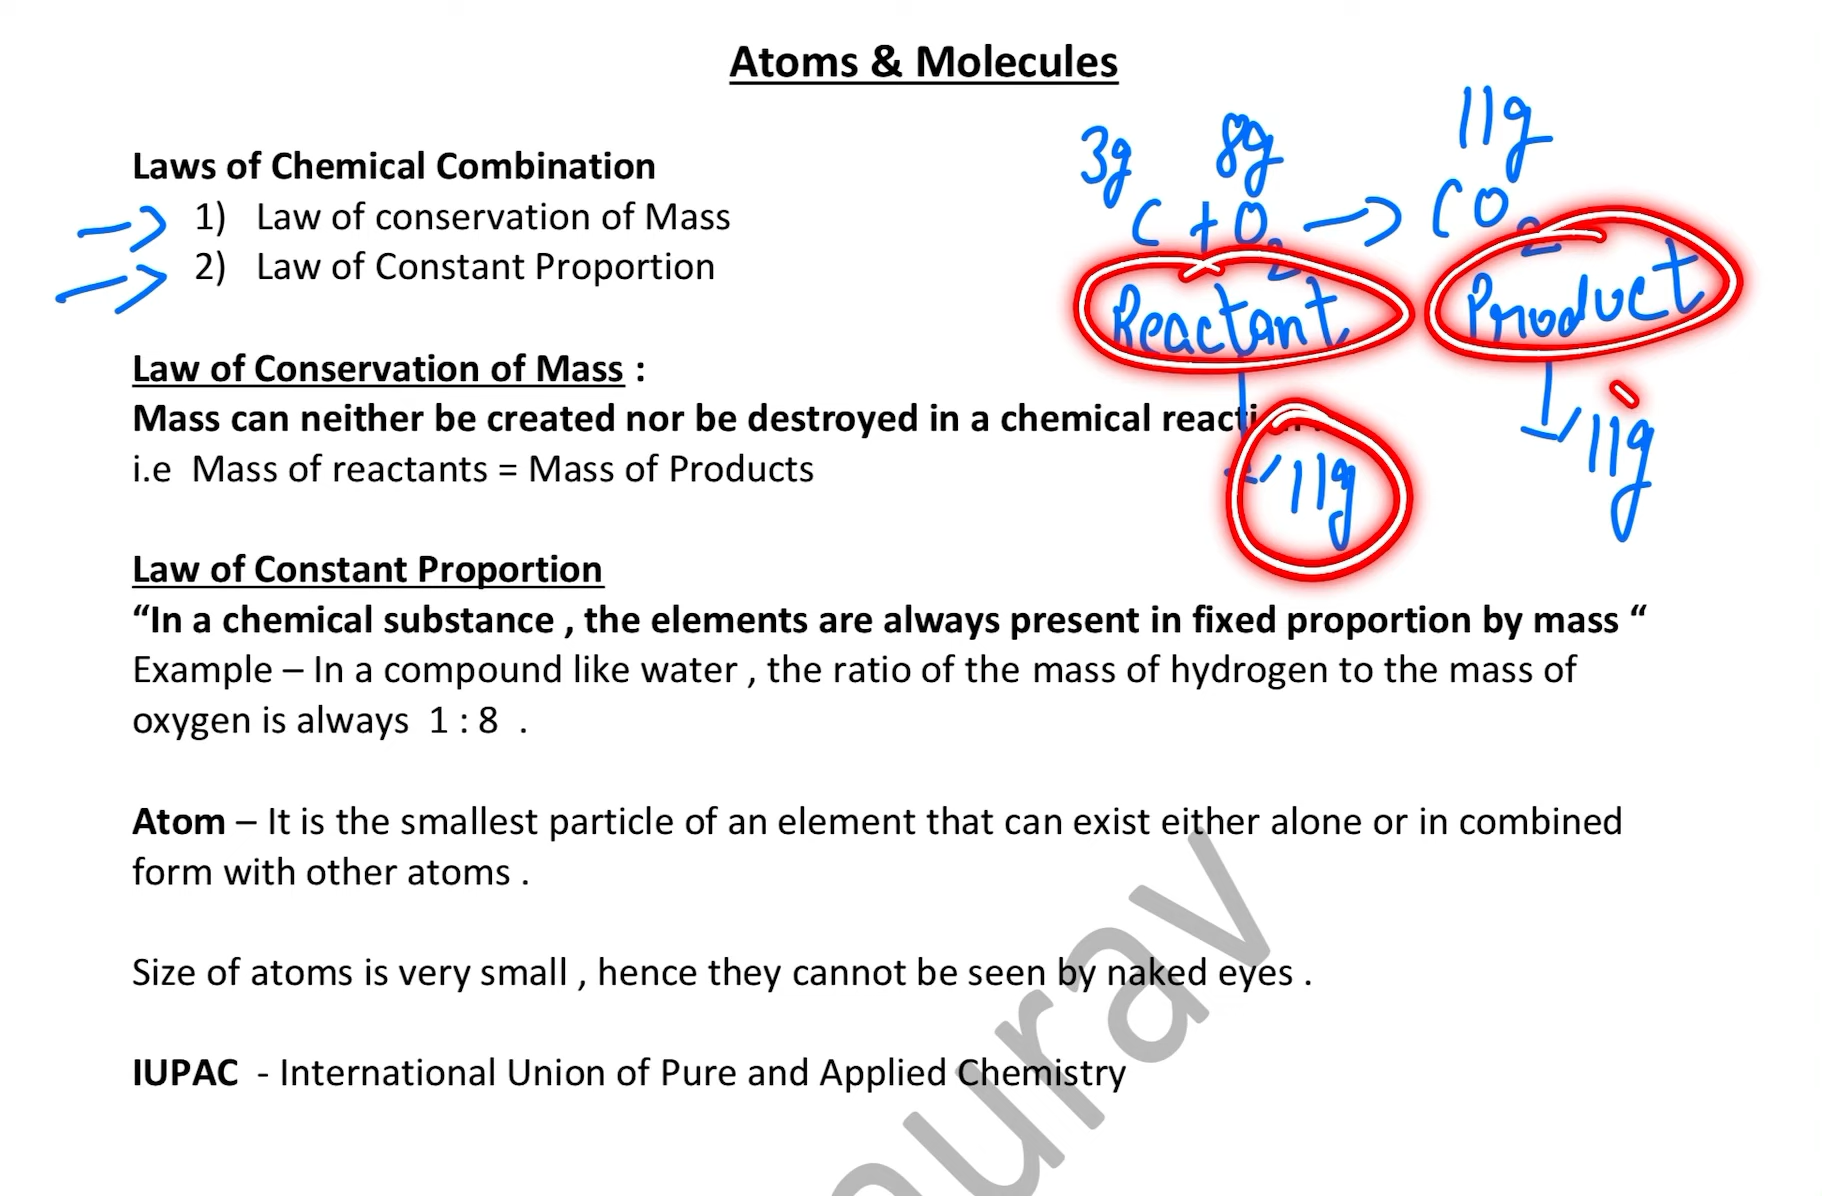 Atoms & Molecules
Laws of Chemical Combination
1) Law of conservation of Mass
2) Law of Constant Proportion
3g 8g 11g
C + O2 → CO2
Reactant Product
11g 11g
Law of Conservation of Mass :
Mass can neither be created nor be destroyed in a chemical
i.e Mass of reactants = Mass of Products
Law of Constant Proportion
“In a chemical substance , the elements are always present in fixed proportion by mass “
Example – In a compound like water , the ratio of the mass of hydrogen to the mass of
oxygen is always 1 : 8 .
Atom – It is the smallest particle of an element that can exist either alone or in combined
form with other atoms .
Size of atoms is very small , hence they cannot be seen by naked eyes .
IUPAC - International Union of Pure and Applied Chemistry
urav